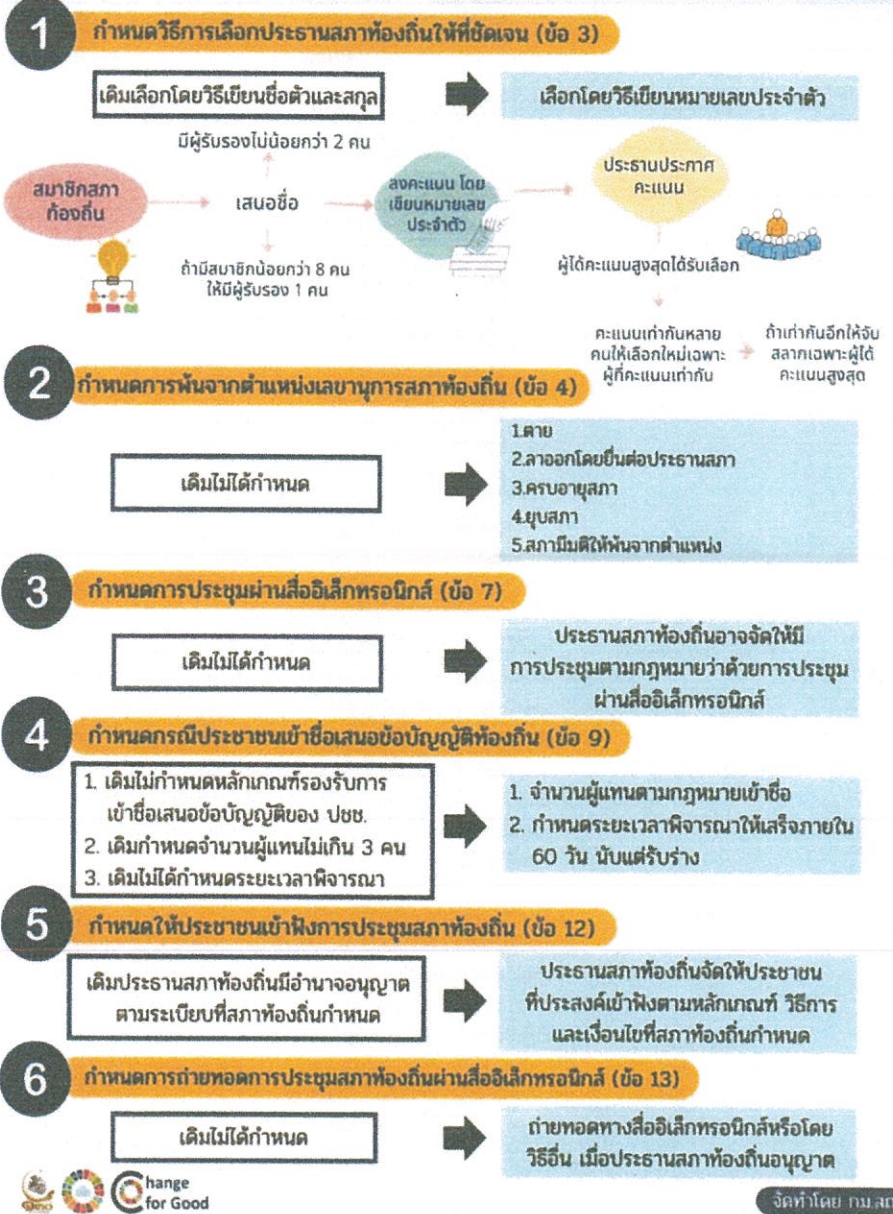 1
กำหนดวิธีการเลือกประธานสภาท้องถิ่นให้ที่ชัดเจน (ข้อ 3)
เดิมเลือกโดยวิธีเขียนชื่อตัวและสกุล
เลือกโดยวิธีเขียนหมายเลขประจำตัว
สมาชิกสภา
ท้องถิ่น
มีผู้รับรองไม่น้อยกว่า 2 คน
เสนอชื่อ
ถ้ามีสมาชิกน้อยกว่า 8 คน
ให้มีผู้รับรอง 1 คน
ลงคะแนน โดย
เขียนหมายเลข
ประจำตัว
ประธานประกาศ
คะแนน
ผู้ได้คะแนนสูงสุดได้รับเลือก
คะแนนเท่ากันหลาย
คนให้เลือกใหม่เฉพาะ
ผู้ที่คะแนนเท่ากัน
ถ้าเท่ากันอีกให้จับ
สลากเฉพาะผู้ได้
คะแนนสูงสุด
2
กำหนดการพ้นจากตำแหน่งเลขานุการสภาท้องถิ่น (ข้อ 4)
เดิมไม่ได้กำหนด
1.ตาย
2.ลาออกโดยยื่นต่อประธานสภา
3.ครบอายุสภา
4.ยุบสภา
5.สภามีมติให้พ้นจากตำแหน่ง
3
กำหนดการประชุมผ่านสื่ออิเล็กทรอนิกส์ (ข้อ 7)
เดิมไม่ได้กำหนด
ประธานสภาท้องถิ่นอาจจัดให้มี
การประชุมตามกฎหมายว่าด้วยการประชุม
ผ่านสื่ออิเล็กทรอนิกส์
4
กำหนดกรณีประชาชนเข้าชื่อเสนอข้อบัญญัติท้องถิ่น (ข้อ 9)
1. เดิมไม่กำหนดหลักเกณฑ์รองรับการ
เข้าชื่อเสนอข้อบัญญัติของ ปชช.
2. เดิมกำหนดจำนวนผู้แทนไม่เกิน 3 คน
3. เดิมไม่ได้กำหนดระยะเวลาพิจารณา
1. จำนวนผู้แทนตามกฎหมายเข้าชื่อ
2. กำหนดระยะเวลาพิจารณาให้เสร็จภายใน
60 วัน นับแต่รับร่าง
5
กำหนดให้ประชาชนเข้าฟังการประชุมสภาท้องถิ่น (ข้อ 12)
เดิมประธานสภาท้องถิ่นมีอำนาจอนุญาต
ตามระเบียบที่สภาท้องถิ่นกำหนด
ประธานสภาท้องถิ่นจัดให้ประชาชน
ที่ประสงค์เข้าฟังตามหลักเกณฑ์ วิธีการ
และเงื่อนไขที่สภาท้องถิ่นกำหนด
6
กำหนดการถ่ายทอดการประชุมสภาท้องถิ่นผ่านสื่ออิเล็กทรอนิกส์ (ข้อ 13)
เดิมไม่ได้กำหนด
ถ่ายทอดทางสื่ออิเล็กทรอนิกส์หรือโดย
วิธีอื่น เมื่อประธานสภาท้องถิ่นอนุญาต
Change
for Good
จัดทำโดย กม.สถ